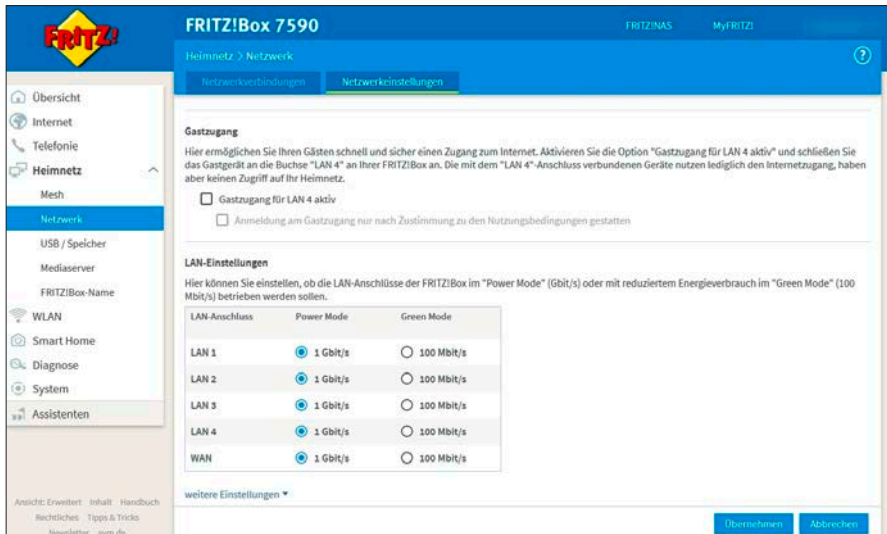 FRITZ!
FRITZ!Box 7590
FRITZ!NAS MyFRITZ!
Heimnetz > Netzwerk
?
Netzwerkverbindungen Netzwerkeinstellungen
Übersicht
Internet
Telefonie
Heimnetz
Mesh
Netzwerk
USB / Speicher
Mediaserver
FRITZ!Box-Name
WLAN
Smart Home
Diagnose
System
Assistenten
Ansicht: Erweitert Inhalt Handbuch
Rechtliches Tipps & Tricks
Newsletter avm.de
Gastzugang
Hier ermöglichen Sie Ihren Gästen schnell und sicher einen Zugang zum Internet. Aktivieren Sie die Option "Gastzugang für LAN 4 aktiv" und schließen Sie
das Gastgerät an die Buchse "LAN 4" an Ihrer FRITZ!Box an. Die mit dem "LAN 4"-Anschluss verbundenen Geräte nutzen lediglich den Internetzugang, haben
aber keinen Zugriff auf Ihr Heimnetz.
Gastzugang für LAN 4 aktiv
Anmeldung am Gastzugang nur nach Zustimmung zu den Nutzungsbedingungen gestatten
LAN-Einstellungen
Hier können Sie einstellen, ob die LAN-Anschlüsse der FRITZ!Box im "Power Mode" (Gbit/s) oder mit reduziertem Energieverbrauch im "Green Mode" (100
Mbit/s) betrieben werden sollen.
LAN-Anschluss Power Mode Green Mode
LAN 1 1 Gbit/s 100 Mbit/s
LAN 2 1 Gbit/s 100 Mbit/s
LAN 3 1 Gbit/s 100 Mbit/s
LAN 4 1 Gbit/s 100 Mbit/s
WAN 1 Gbit/s 100 Mbit/s
weitere Einstellungen
Übernehmen Abbrechen